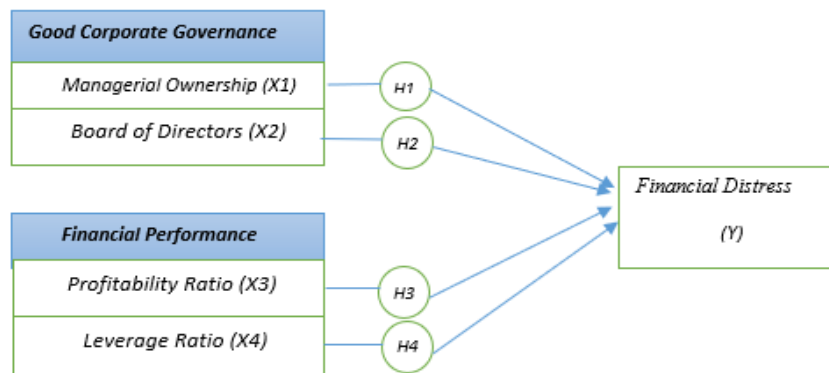 Good Corporate Governance
Managerial Ownership (X1)
H1
Board of Directors (X2)
H2
Financial Distress
(Y)
Financial Performance
Profitability Ratio (X3)
H3
Leverage Ratio (X4)
H4